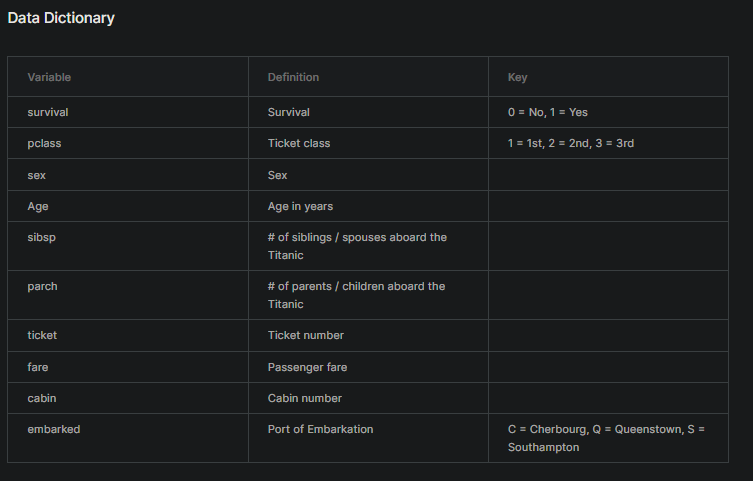 Data Dictionary
Variable Definition Key
survival Survival 0 = No, 1 = Yes
pclass Ticket class 1 = 1st, 2 = 2nd, 3 = 3rd
sex Sex
Age Age in years
sibsp # of siblings / spouses aboard the
Titanic
parch # of parents / children aboard the
Titanic
ticket Ticket number
fare Passenger fare
cabin Cabin number
embarked Port of Embarkation C = Cherbourg, Q = Queenstown, S =
Southampton